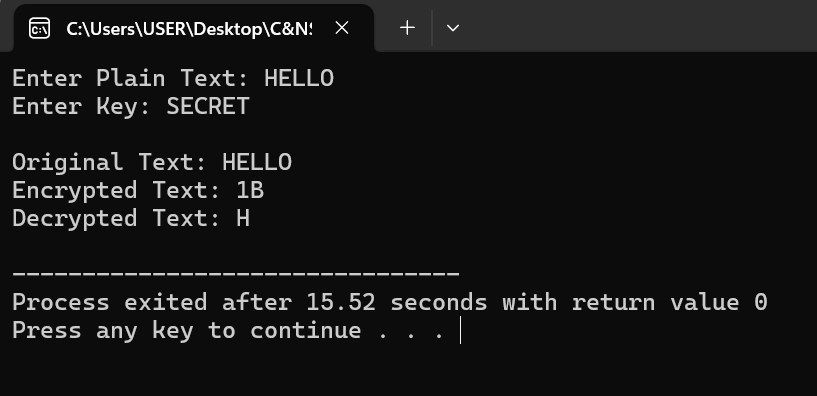 C:\Users\USER\Desktop\C&NS
Enter Plain Text: HELLO
Enter Key: SECRET
Original Text: HELLO
Encrypted Text: 1B
Decrypted Text: H
--------------------------------
Process exited after 15.52 seconds with return value 0
Press any key to continue . . .